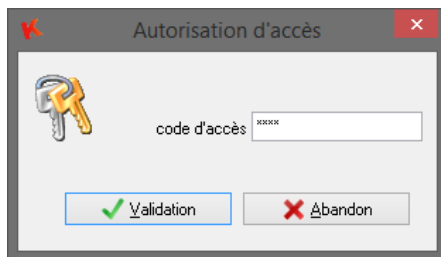 Autorisation d'accès
code d'accès ****
Validation
Abandon